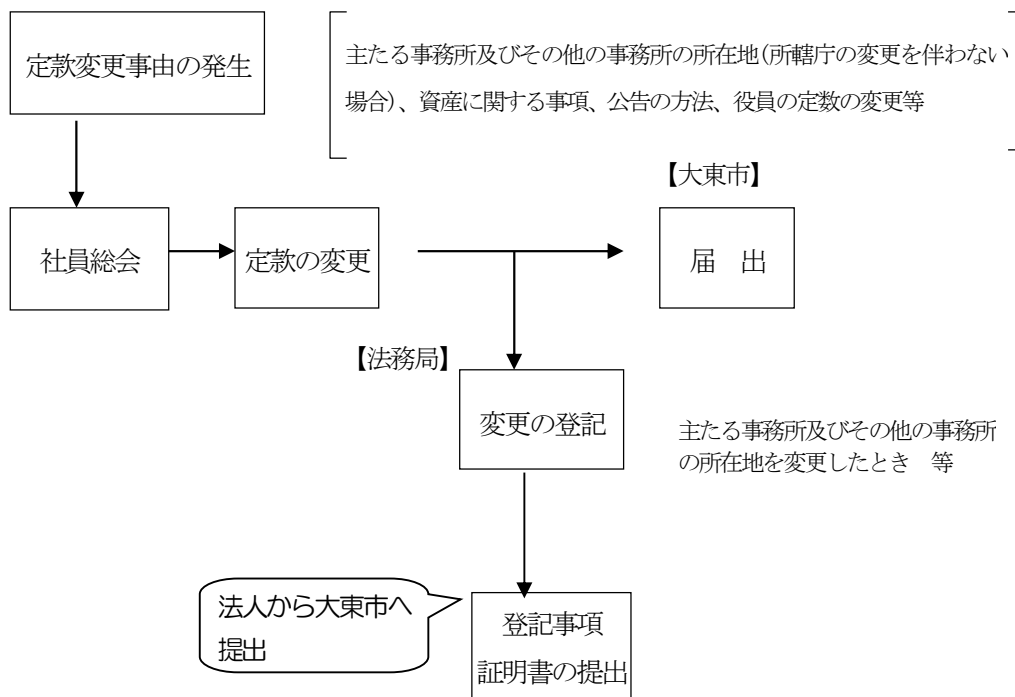 定款変更事由の発生
主たる事務所及びその他の事務所の所在地(所轄庁の変更を伴わない
場合)、資産に関する事項、公告の方法、役員の定数の変更等
【大東市】
社員総会
定款の変更
届　出
【法務局】
変更の登記
主たる事務所及びその他の事務所
の所在地を変更したとき　等
法人から大東市へ
提出
登記事項
証明書の提出